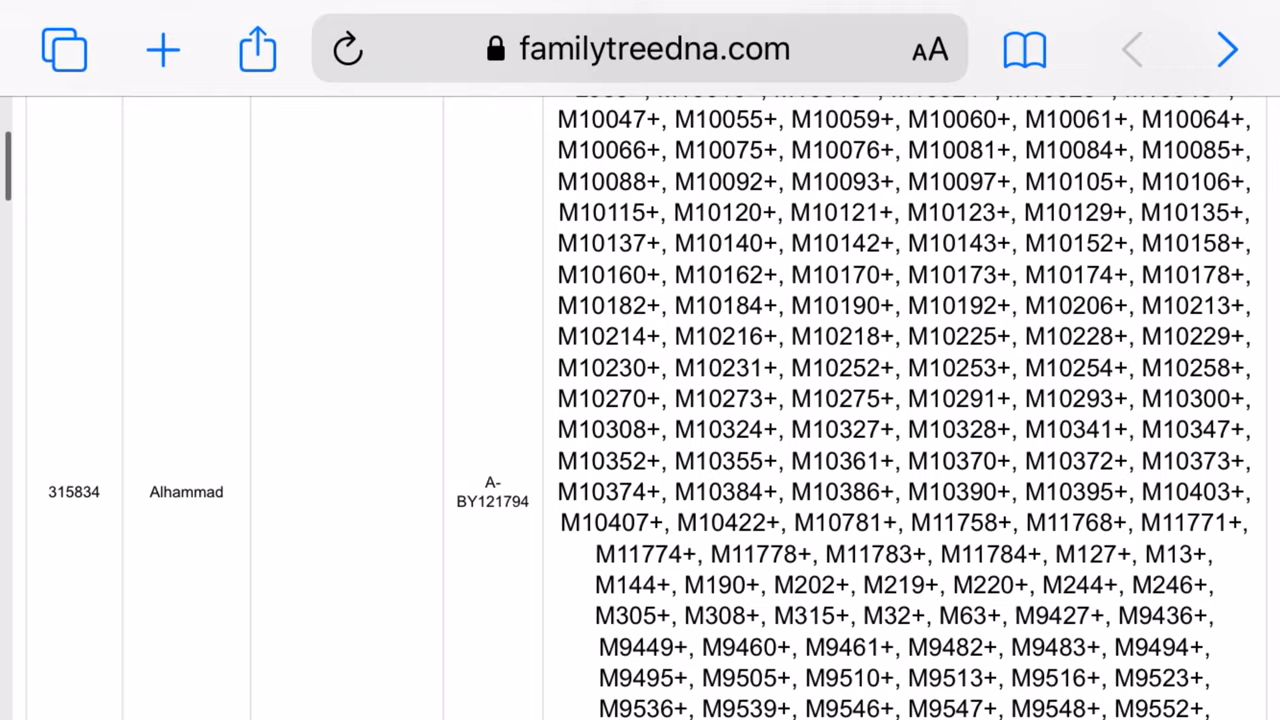 familytreedna.com
AA
M10047+, M10055+, M10059+, M10060+, M10061+, M10064+,
M10066+, M10075+, M10076+, M10081+, M10084+, M10085+,
M10088+, M10092+, M10093+, M10097+, M10105+, M10106+,
M10115+, M10120+, M10121+, M10123+, M10129+, M10135+,
M10137+, M10140+, M10142+, M10143+, M10152+, M10158+,
M10160+, M10162+, M10170+, M10173+, M10174+, M10178+,
M10182+, M10184+, M10190+, M10192+, M10206+, M10213+,
M10214+, M10216+, M10218+, M10225+, M10228+, M10229+,
M10230+, M10231+, M10252+, M10253+, M10254+, M10258+,
M10270+, M10273+, M10275+, M10291+, M10293+, M10300+,
M10308+, M10324+, M10327+, M10328+, M10341+, M10347+,
M10352+, M10355+, M10361+, M10370+, M10372+, M10373+,
315834
Alhammad
A-
BY121794
M10374+, M10384+, M10386+, M10390+, M10395+, M10403+,
M10407+, M10422+, M10781+, M11758+, M11768+, M11771+,
M11774+, M11778+, M11783+, M11784+, M127+, M13+,
M144+, M190+, M202+, M219+, M220+, M244+, M246+,
M305+, M308+, M315+, M32+, M63+, M9427+, M9436+,
M9449+, M9460+, M9461+, M9482+, M9483+, M9494+,
M9495+, M9505+, M9510+, M9513+, M9516+, M9523+,
M9536+, M9539+, M9546+, M9547+, M9548+, M9552+,